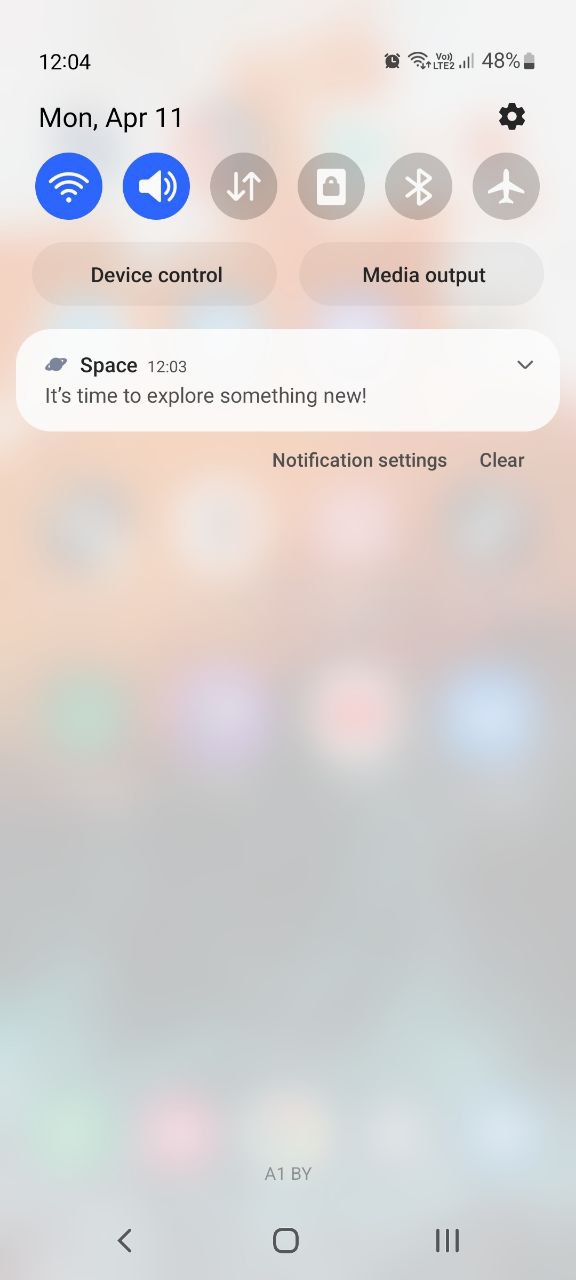 12:04 Vo)) LTE2 48%
Mon, Apr 11
Device control Media output
Space 12:03
It's time to explore something new!
Notification settings Clear
A1 BY